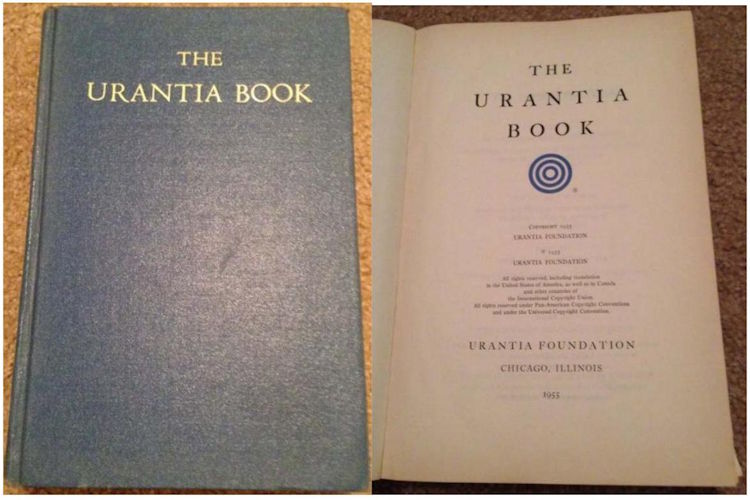 THE
URANTIA BOOK
THE
URANTIA
BOOK
®
Copyright 1955
URANTIA FOUNDATION
© 1955
URANTIA FOUNDATION
All rights reserved, including translation
in the United States of America, as well as in Canada
and other countries of
the International Copyright Union.
All rights reserved under Pan-American Copyright Conventions
and under the Universal Copyright Convention.
URANTIA FOUNDATION
CHICAGO, ILLINOIS
1955